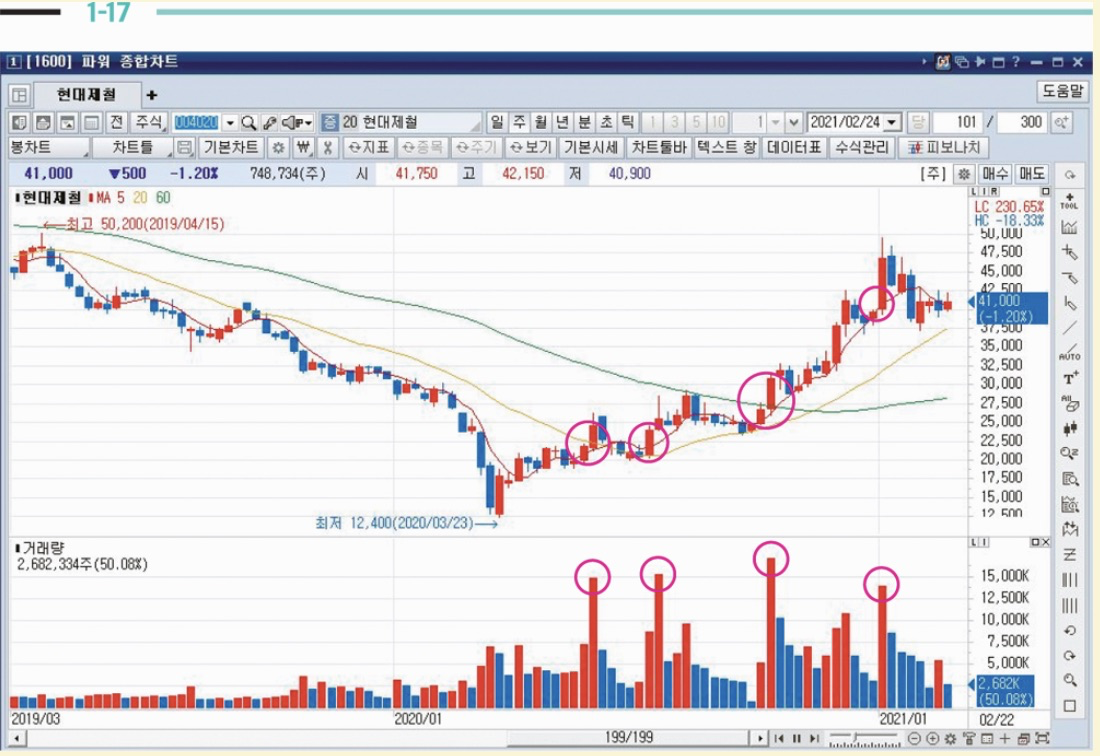 1-17
1 [1600] 파워 종합차트
현대제철 +
도움말
전 주식 004020 증 20 현대제철 일 주 월 년 분 초 틱 1 3 5 10 1 2021/02/24 당 101 / 300
봉차트 차트틀 기본차트 ₩ 지표 종목 주기 보기 기본시세 차트툴바 텍스트 창 데이터표 수식관리 피보나치
41,000 ▼500 -1.20% 748,734(주) 시 41,750 고 42,150 저 40,900 [주] 매수 매도
현대제철 MA 5 20 60
L I R
최고 50,200(2019/04/15)
LC 230.65%
HC -18.33%
50,000
47,500
45,000
42,500
41,000
(-1.20%)
37,500
35,000
32,500
30,000
27,500
25,000
22,500
20,000
17,500
15,000
12,500
최저 12,400(2020/03/23)
TOOL
AUTO
T+
All
거래량
L I
2,682,334주(50.08%)
15,000K
12,500K
10,000K
7,500K
5,000K
2,682K
(50.08%)
2019/03 2020/01 2021/01 02/22
199/199